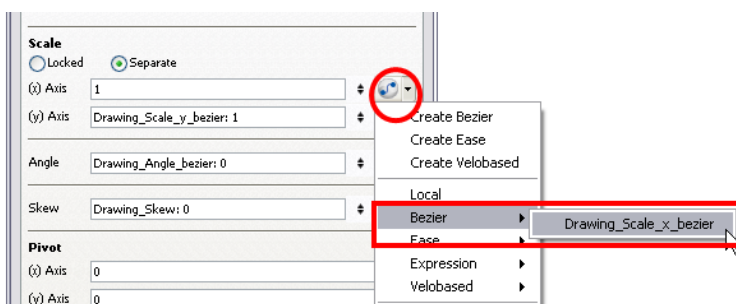 Scale
Locked Separate
(x) Axis 1
(y) Axis Drawing_Scale_y_bezier: 1
Create Bezier
Create Ease
Angle Drawing_Angle_bezier: 0 Create Velobased
Local
Skew Drawing_Skew: 0 Bezier Drawing_Scale_x_bezier
Ease
Pivot
(x) Axis 0 Expression
Velobased
(y) Axis 0